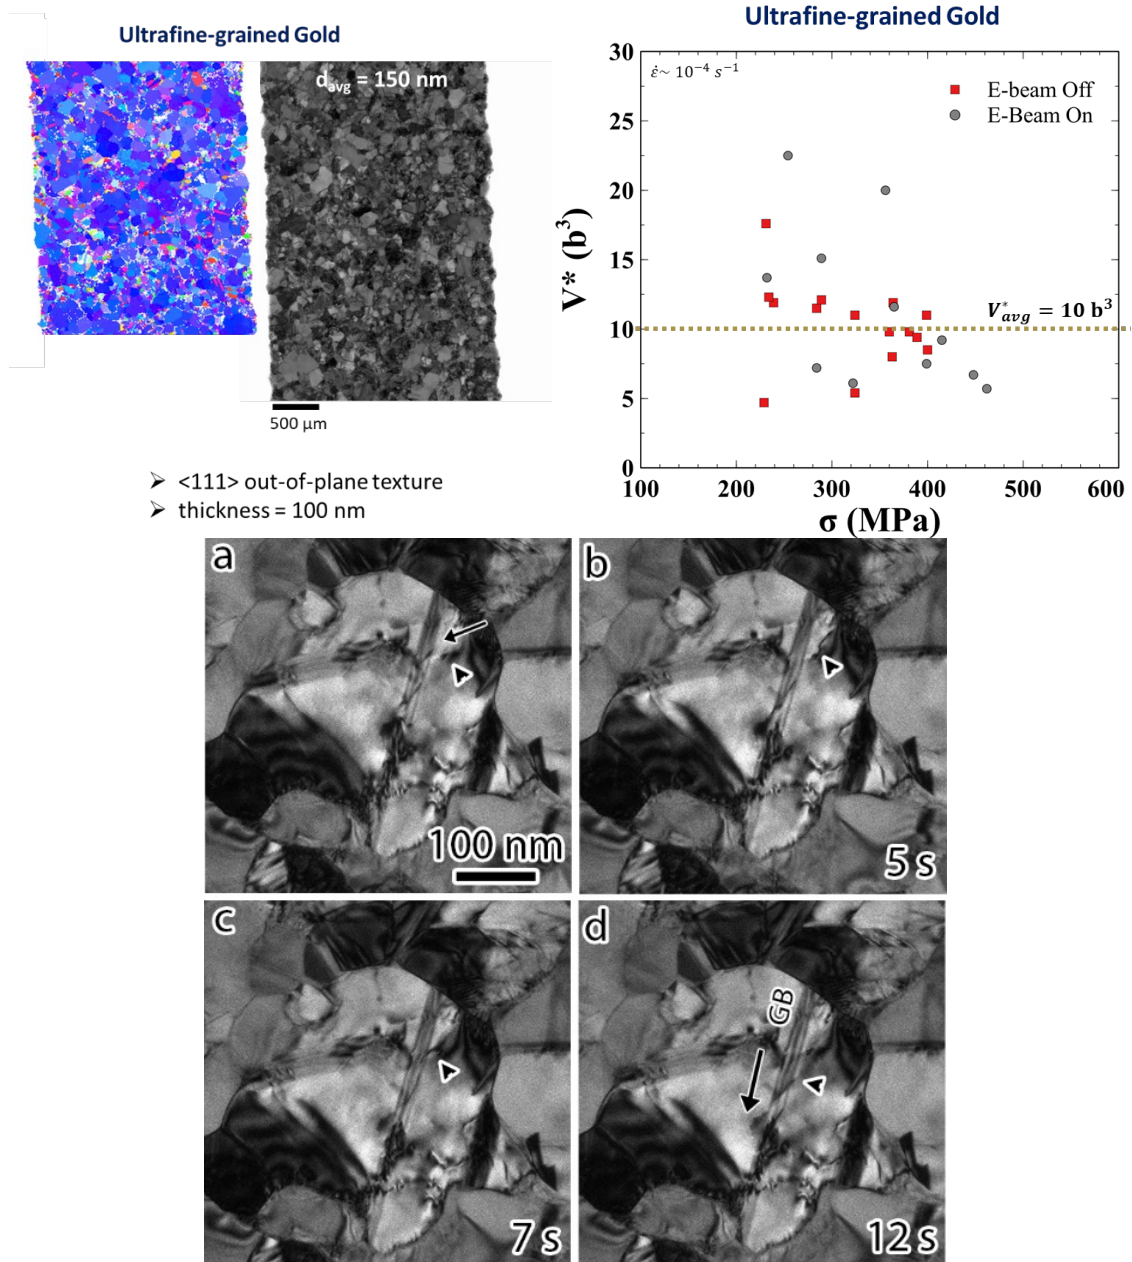 Ultrafine-grained Gold
d_avg = 150 nm
500 µm
➢ <111> out-of-plane texture
➢ thickness = 100 nm
Ultrafine-grained Gold
ε̇~ 10⁻⁴ s⁻¹
E-beam Off
E-Beam On
V*avg = 10 b³
V* (b³)
30
25
20
15
10
5
0
100 200 300 400 500 600
σ (MPa)
a
100 nm
b
5 s
c
7 s
d
GB
12 s